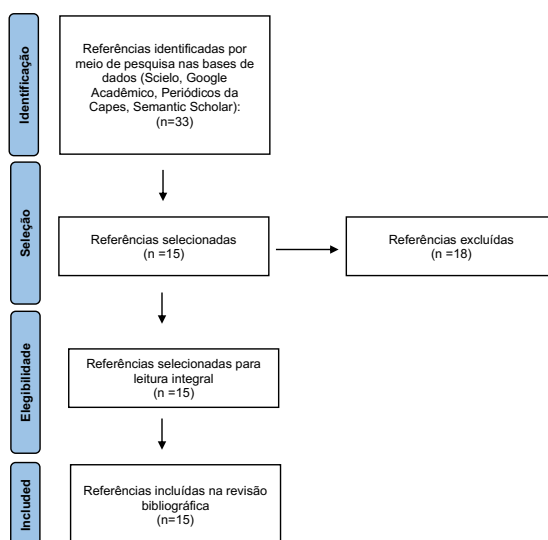 Identificação
Referências identificadas por
meio de pesquisa nas bases de
dados (Scielo, Google
Acadêmico, Periódicos da
Capes, Semantic Scholar):
(n=33)
Seleção
Referências selecionadas
(n =15)
Referências excluídas
(n =18)
Elegibilidade
Referências selecionadas para
leitura integral
(n =15)
Included
Referências incluídas na revisão
bibliográfica
(n=15)